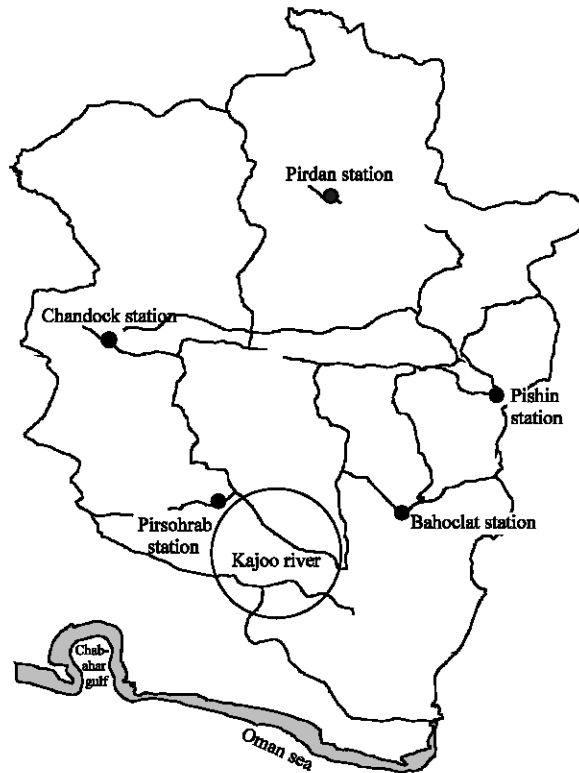 Pirdan station
Chandock station
Pishin
station
Pirsohrab
station
Bahoclat station
Kajoo river
Chab-
ahar
gulf
Oman sea